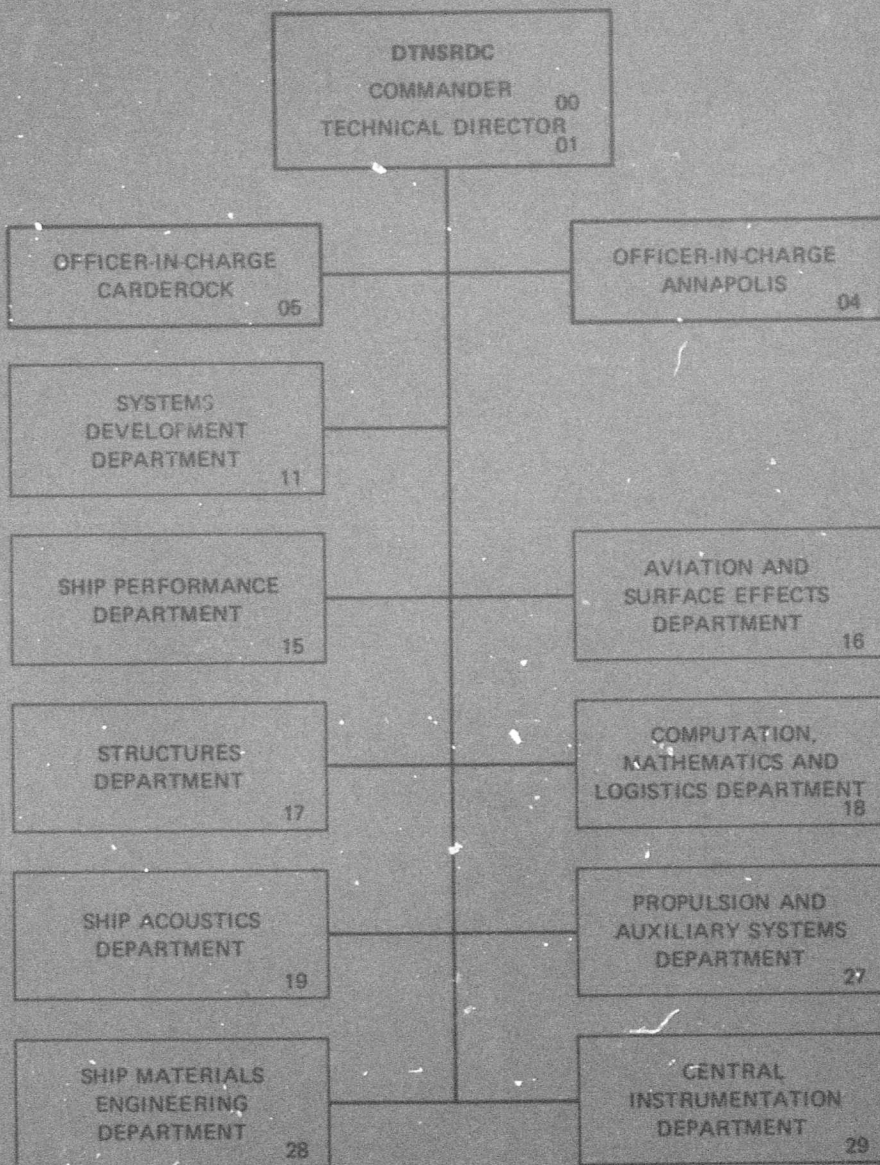 DTNSRDC
COMMANDER 00
TECHNICAL DIRECTOR 01
OFFICER-IN-CHARGE
CARDEROCK
05
OFFICER-IN-CHARGE
ANNAPOLIS
04
SYSTEMS
DEVELOPMENT
DEPARTMENT
11
SHIP PERFORMANCE
DEPARTMENT
15
AVIATION AND
SURFACE EFFECTS
DEPARTMENT
16
STRUCTURES
DEPARTMENT
17
COMPUTATION,
MATHEMATICS AND
LOGISTICS DEPARTMENT
18
SHIP ACOUSTICS
DEPARTMENT
19
PROPULSION AND
AUXILIARY SYSTEMS
DEPARTMENT
27
SHIP MATERIALS
ENGINEERING
DEPARTMENT
28
CENTRAL
INSTRUMENTATION
DEPARTMENT
29